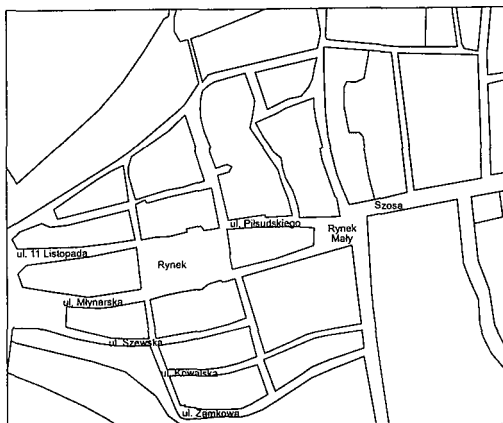 Szosa
ul. Piłsudskiego
Rynek
Mały
ul. 11 Listopada
Rynek
ul. Młynarska
ul. Szewska
ul. Kowalska
ul. Zamkowa